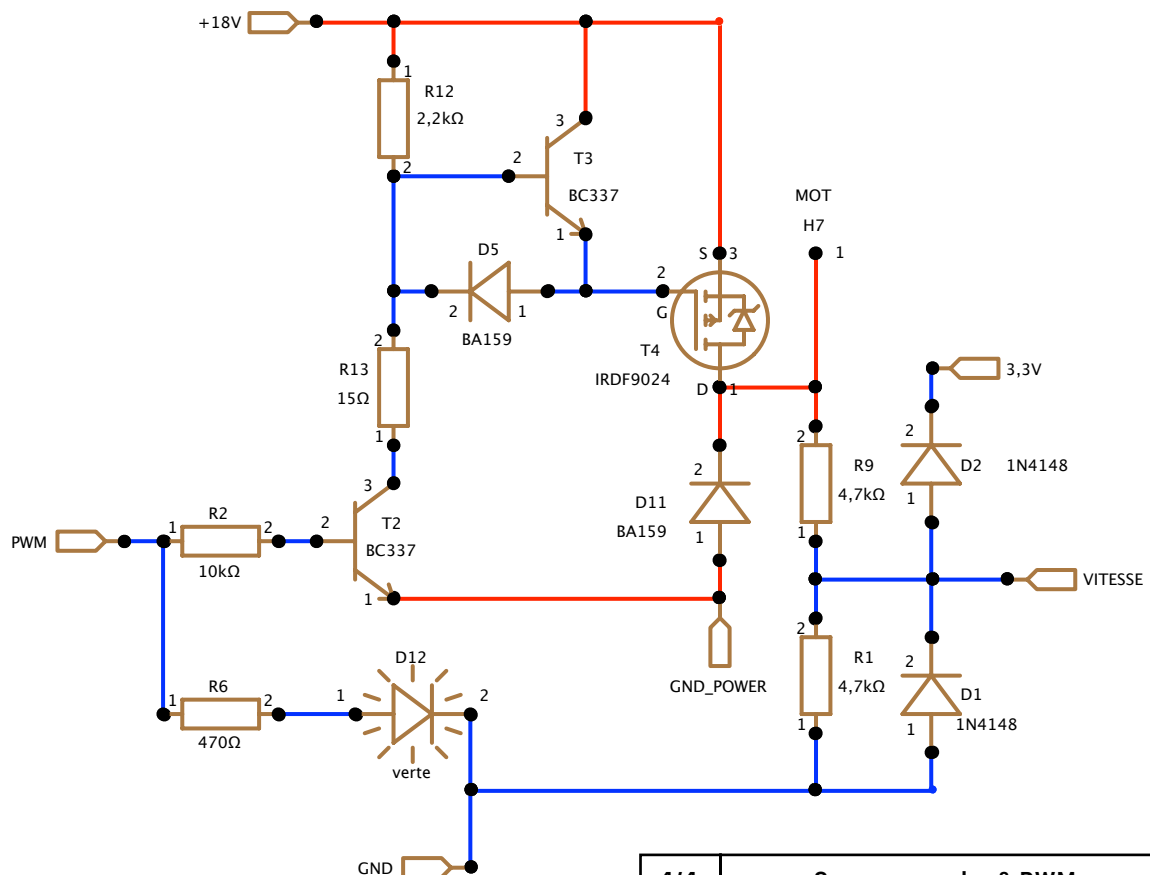 +18V
1
R12
2,2kΩ
2
3
2
T3
BC337
1
MOT
H7
1
D5
2
1
BA159
S
3
2
G
T4
IRDF9024
D
1
2
R13
15Ω
1
3,3V
2
R9
4,7kΩ
1
2
D2
1N4148
1
2
D11
BA159
1
3
2
T2
BC337
1
PWM
1
R2
2
10kΩ
VITESSE
GND_POWER
2
R1
4,7kΩ
1
2
D1
1N4148
1
D12
1
2
verte
1
R6
2
470Ω
GND